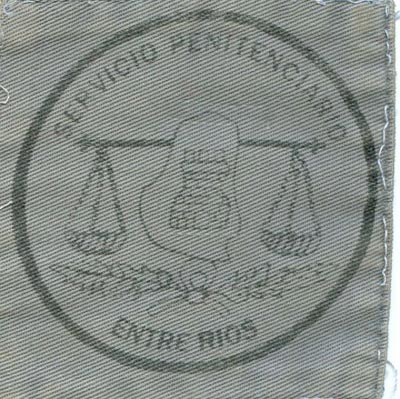 SERVICIO PENITENCIARIO
ENTRE RIOS